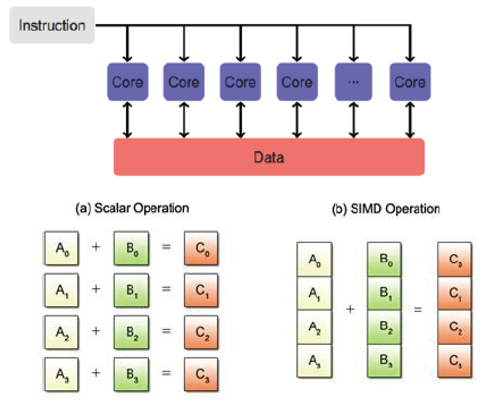 Instruction
Core Core Core Core ... Core
Data
(a) Scalar Operation
(b) SIMD Operation
A₀ + B₀ = C₀
A₁ + B₁ = C₁
A₂ + B₂ = C₂
A₃ + B₃ = C₃
A₀ B₀ C₀
A₁ B₁ C₁
+ =
A₂ B₂ C₂
A₃ B₃ C₃